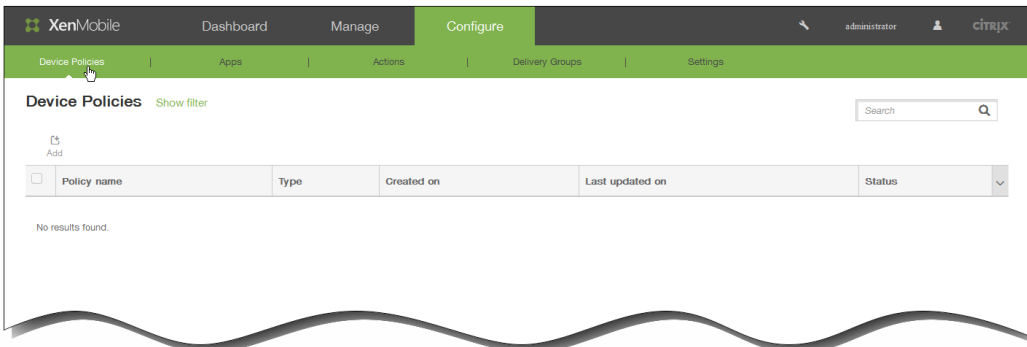 XenMobile Dashboard Manage Configure administrator CITRIX
Device Policies | Apps | Actions | Delivery Groups | Settings
Device Policies Show filter Search
Add
Policy name Type Created on Last updated on Status
No results found.